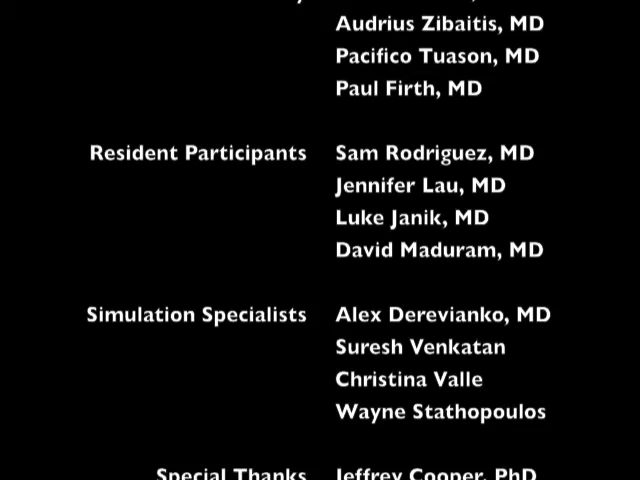 Audrius Zibaitis, MD
Pacifico Tuason, MD
Paul Firth, MD
Resident Participants Sam Rodriguez, MD
Jennifer Lau, MD
Luke Janik, MD
David Maduram, MD
Simulation Specialists Alex Derevianko, MD
Suresh Venkatan
Christina Valle
Wayne Stathopoulos
Special Thanks Jeffrey Cooper, PhD